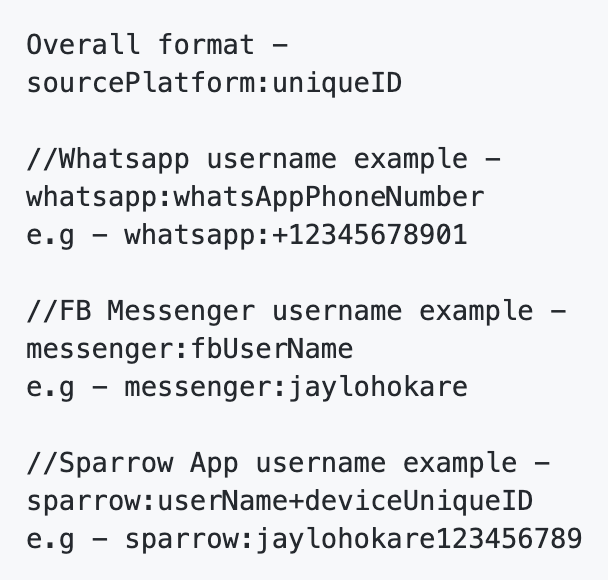 Overall format –
sourcePlatform:uniqueID
//Whatsapp username example –
whatsapp:whatsAppPhoneNumber
e.g – whatsapp:+12345678901
//FB Messenger username example –
messenger:fbUserName
e.g – messenger:jaylohokare
//Sparrow App username example –
sparrow:userName+deviceUniqueID
e.g – sparrow:jaylohokare123456789